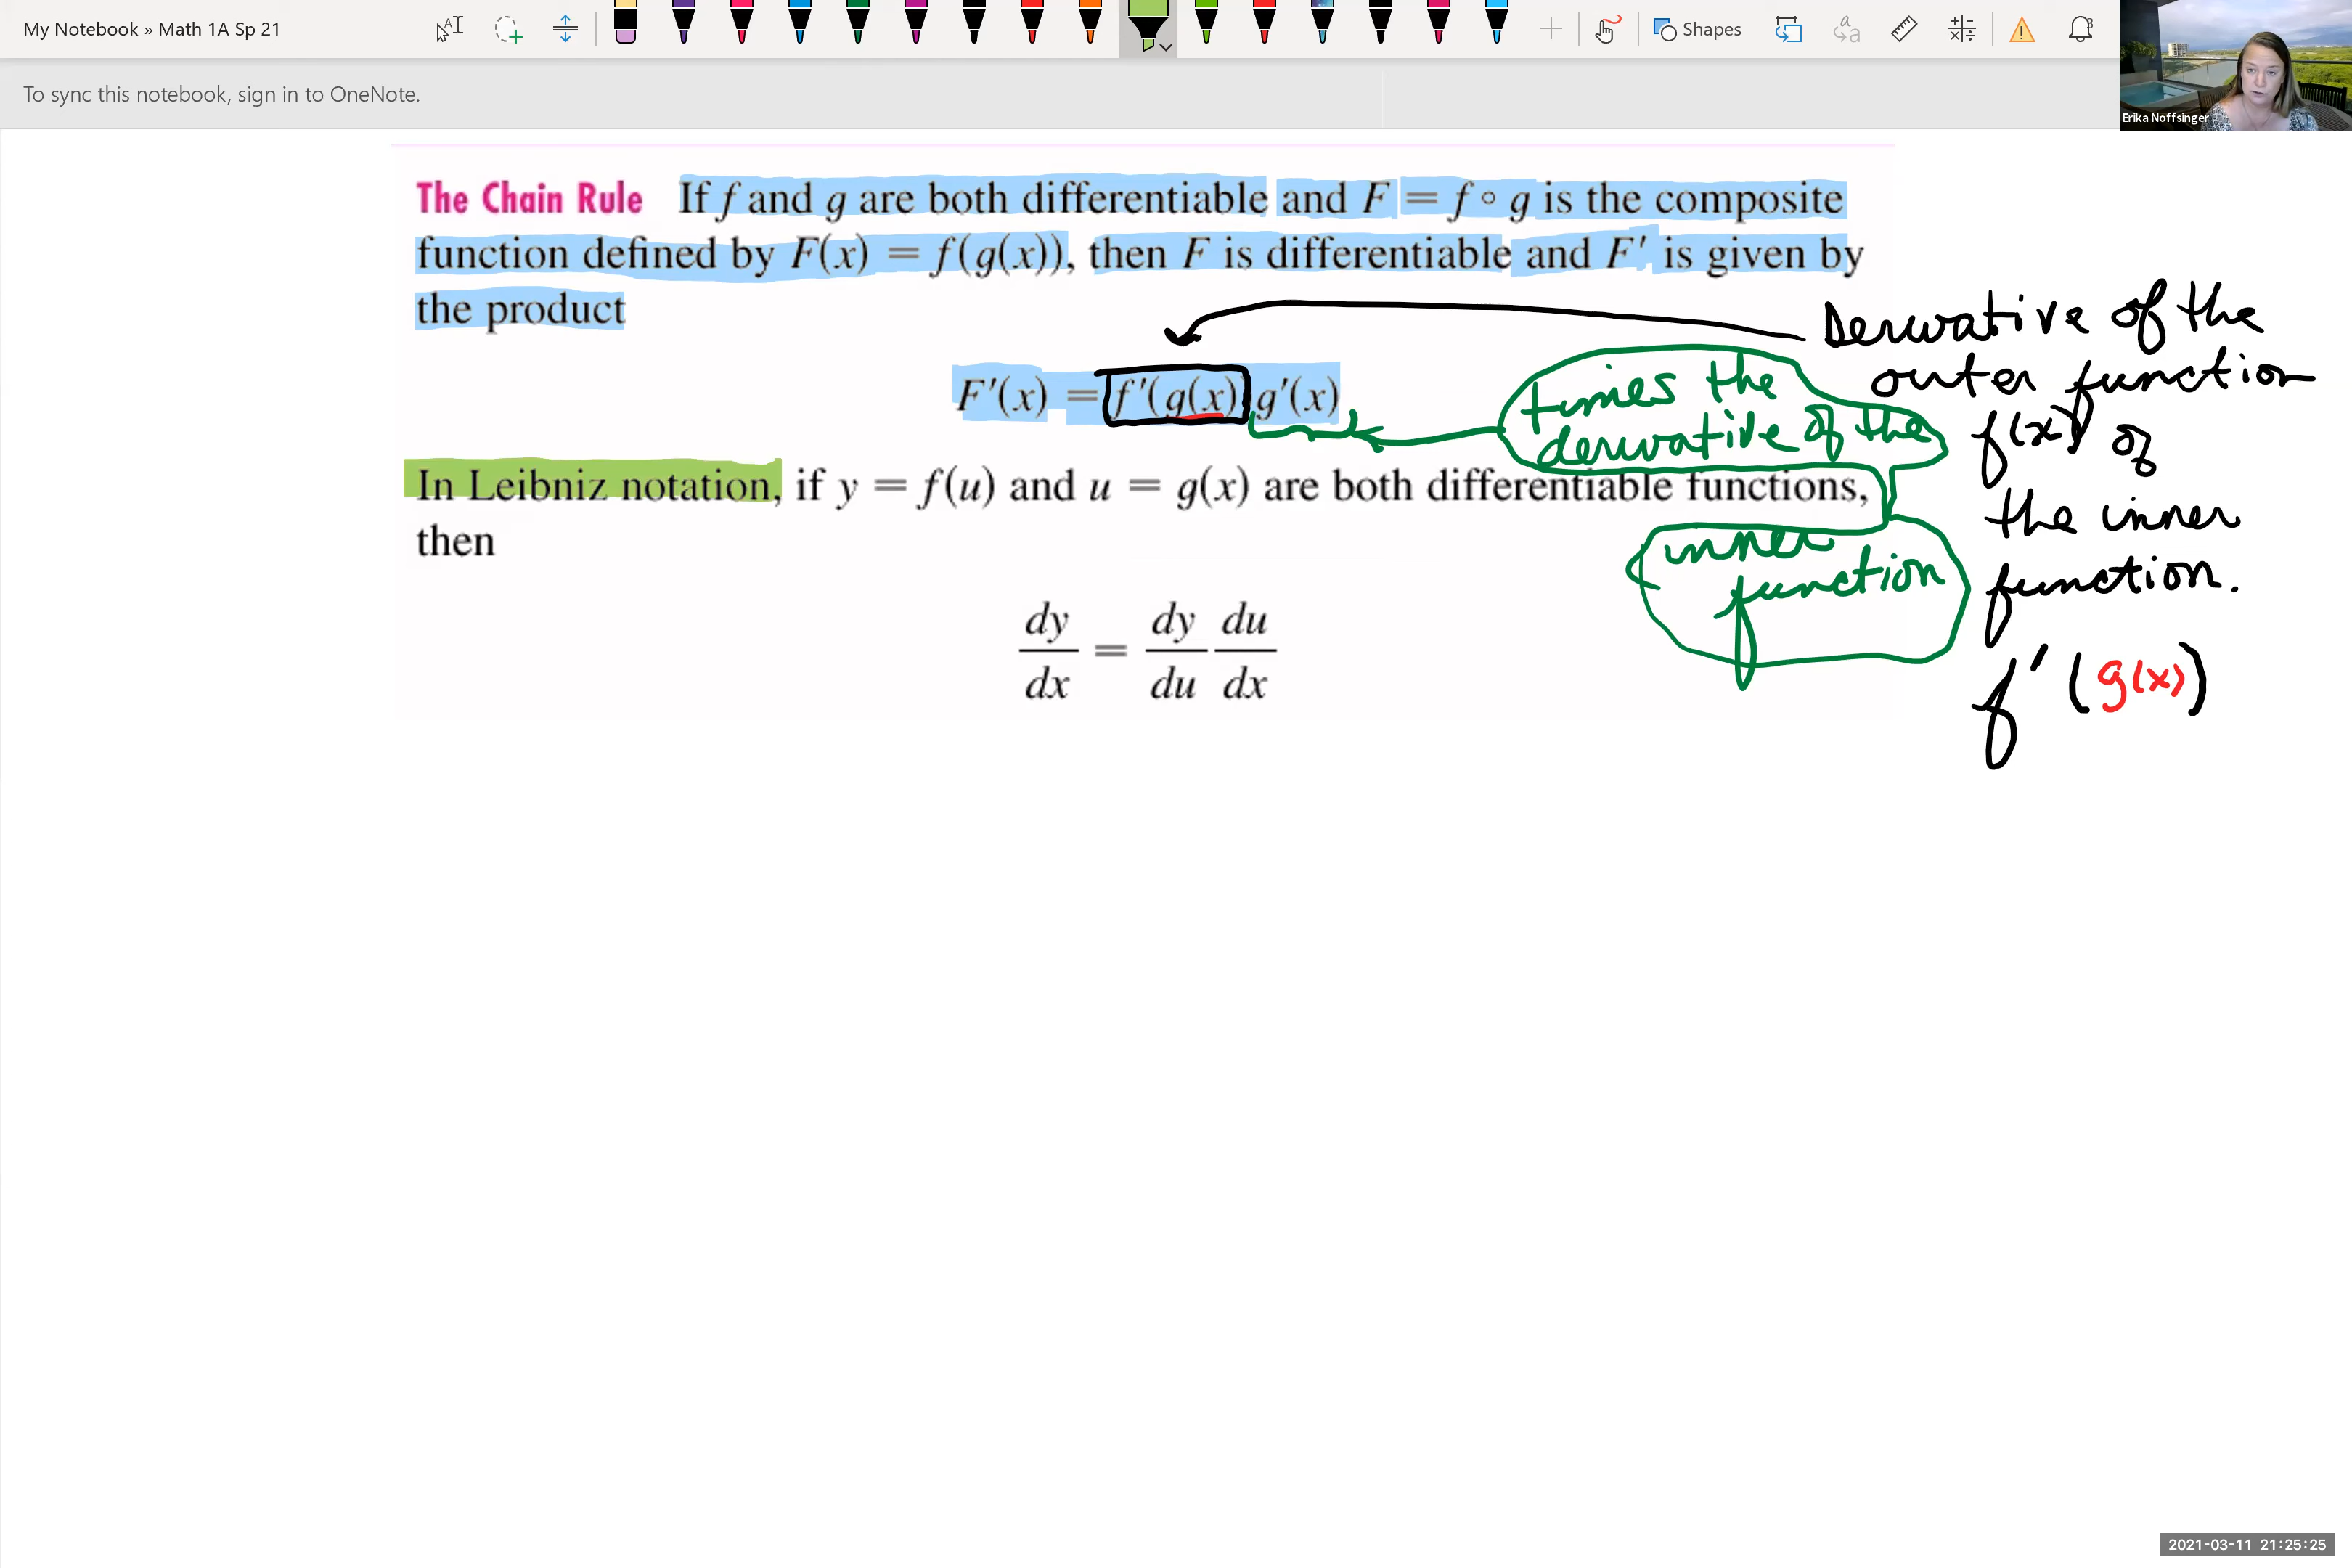 My Notebook » Math 1A Sp 21
Shapes
To sync this notebook, sign in to OneNote.
Erika Noffsinger
The Chain Rule If f and g are both differentiable and F = f ∘ g is the composite
function defined by F(x) = f(g(x)), then F is differentiable and F′ is given by
the product
F′(x) = f′(g(x)) g′(x)
Derivative of the
outer function
f(x) of
the inner
function.
f′(g(x))
times the
derivative of the
inner
function
In Leibniz notation, if y = f(u) and u = g(x) are both differentiable functions,
then
dy/dx = dy/du du/dx
2021-03-11 21:25:25